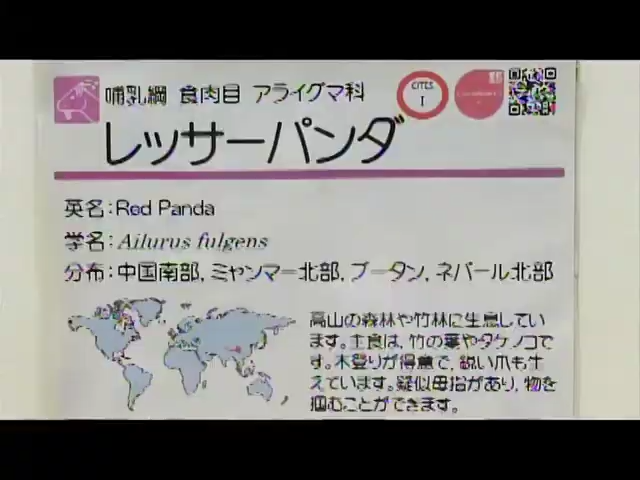 哺乳綱 食肉目 アライグマ科
CITES
I
レッサーパンダ
英名:Red Panda
学名:Ailurus fulgens
分布:中国南部, ミャンマー北部, ブータン, ネパール北部
高山の森林や竹林に生息してい
ます。主食は, 竹の葉やタケノコで
す。木登りが得意で, 鋭い爪も生
えています。疑似母指があり, 物を
掴むことができます。